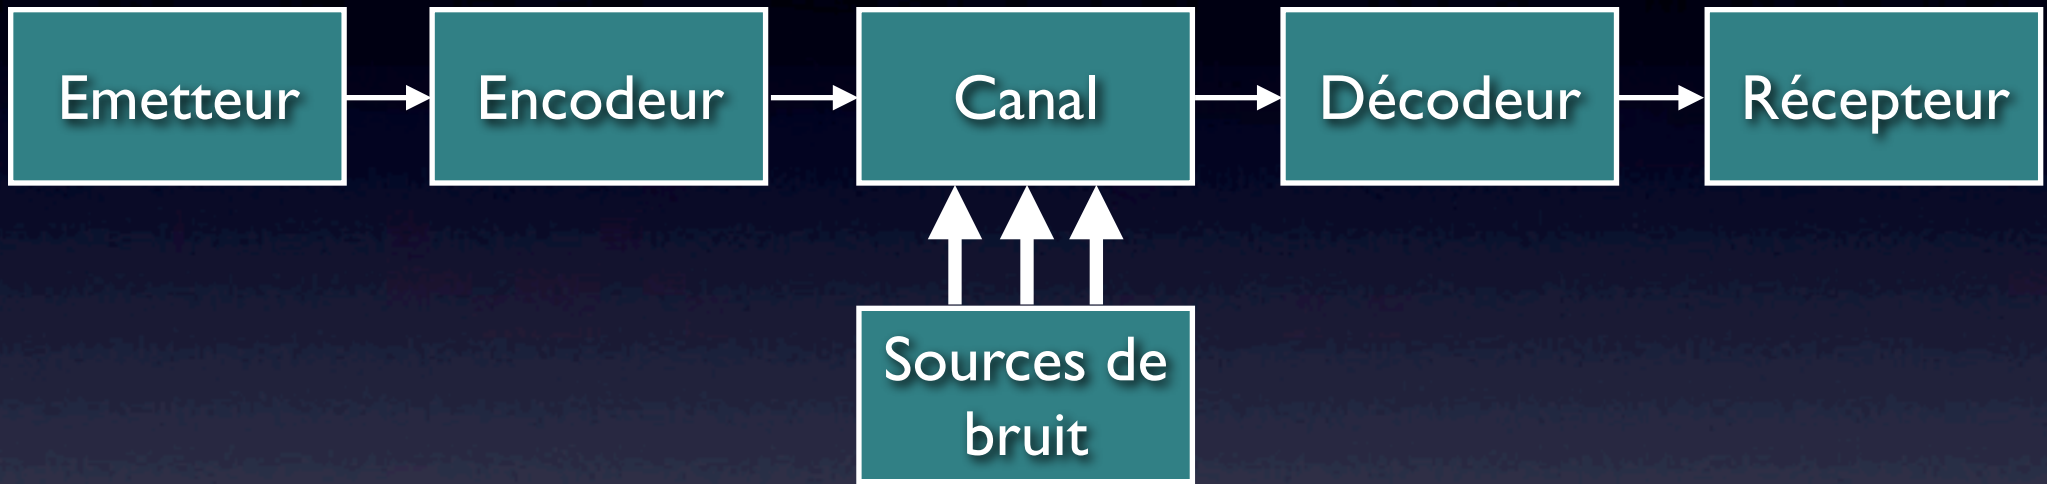 Emetteur
Encodeur
Canal
Décodeur
Récepteur
Sources de
bruit